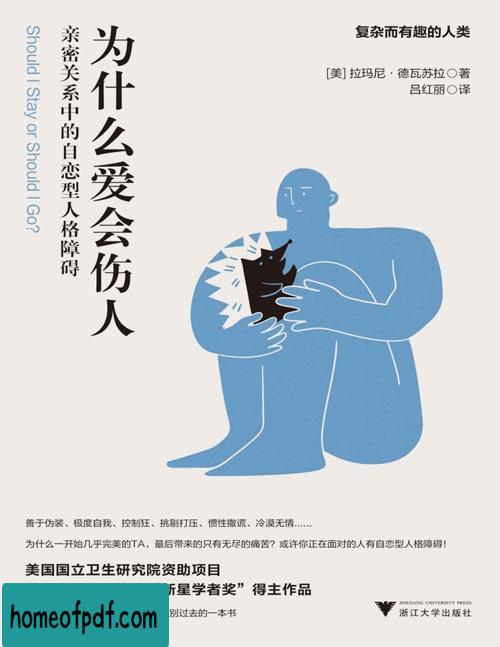 复杂而有趣的人类
[美] 拉玛尼·德瓦苏拉◎著
吕红丽◎译
为什么爱会伤人
亲密关系中的自恋型人格障碍
Should I Stay or Should I Go?
善于伪装、极度自我、控制狂、挑剔打压、惯性撒谎、冷漠无情……
为什么一开始几乎完美的TA，最后带来的只有无尽的痛苦？或许你正在面对的人有自恋型人格障碍！
美国国立卫生研究院资助项目
新星学者奖”得主作品
别过去的一本书
ZHEJIANG UNIVERSITY PRESS
浙江大学出版社
homeofpdf.com